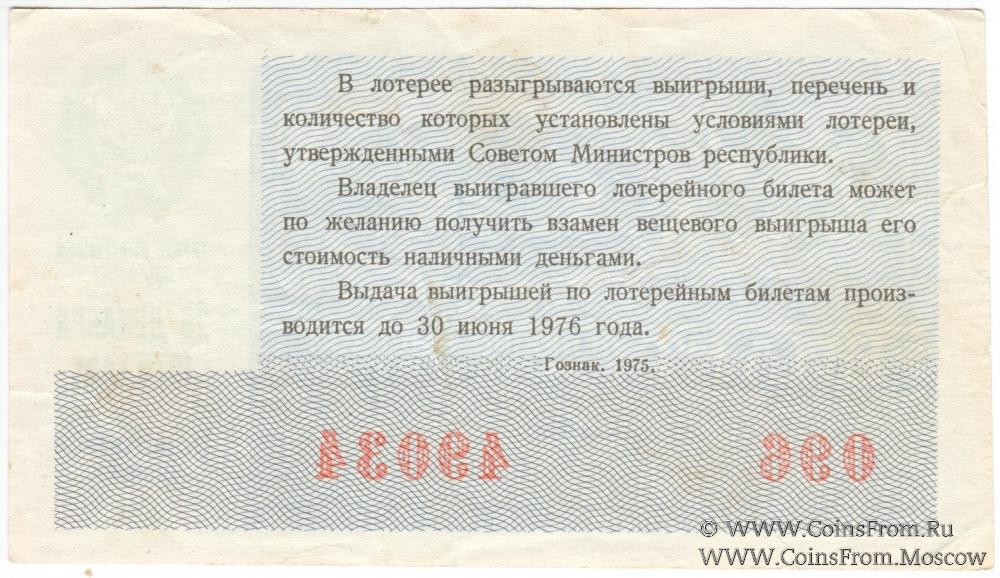 В лотерее разыгрываются выигрыши, перечень и
количество которых установлены условиями лотереи,
утвержденными Советом Министров республики.
Владелец выигравшего лотерейного билета может
по желанию получить взамен вещевого выигрыша его
стоимость наличными деньгами.
Выдача выигрышей по лотерейным билетам произ-
водится до 30 июня 1976 года.
Гознак. 1975.
ДЕКАБРЯ
49034 096
© WWW.CoinsFrom.Ru
WWW.CoinsFrom.Moscow